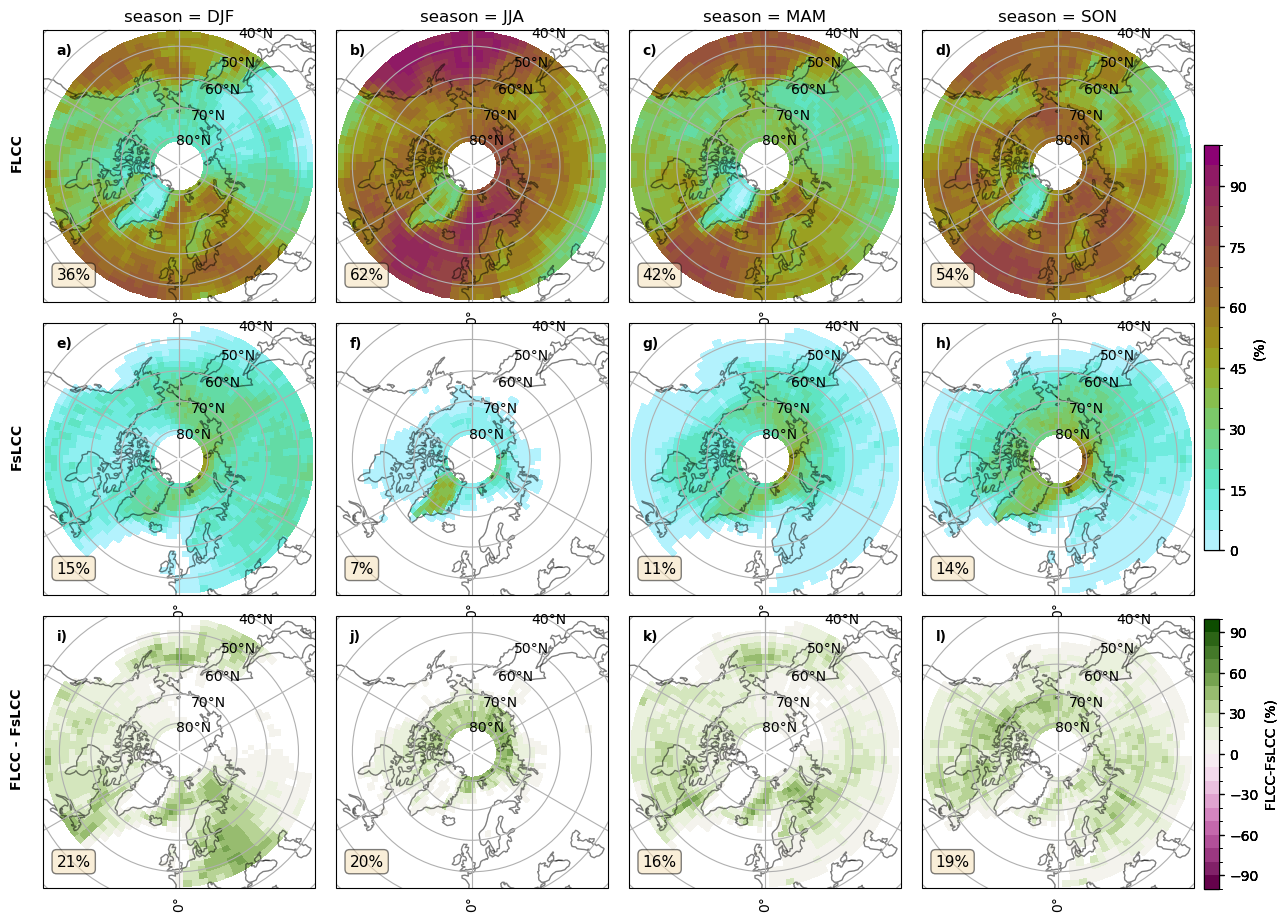 season = DJF
season = JJA
season = MAM
season = SON
FLCC
a)
40°N
50°N
60°N
70°N
80°N
36%
b)
40°N
50°N
60°N
70°N
80°N
62%
c)
40°N
50°N
60°N
70°N
80°N
42%
d)
40°N
50°N
60°N
70°N
80°N
54%
0°
0°
0°
0°
FsLCC
e)
40°N
50°N
60°N
70°N
80°N
15%
f)
40°N
50°N
60°N
70°N
80°N
7%
g)
40°N
50°N
60°N
70°N
80°N
11%
h)
40°N
50°N
60°N
70°N
80°N
14%
0°
0°
0°
0°
90
75
60
45
30
15
0
(%)
FLCC - FsLCC
i)
40°N
50°N
60°N
70°N
80°N
21%
j)
40°N
50°N
60°N
70°N
80°N
20%
k)
40°N
50°N
60°N
70°N
80°N
16%
l)
40°N
50°N
60°N
70°N
80°N
19%
0°
0°
0°
0°
90
60
30
0
−30
−60
−90
FLCC-FsLCC (%)